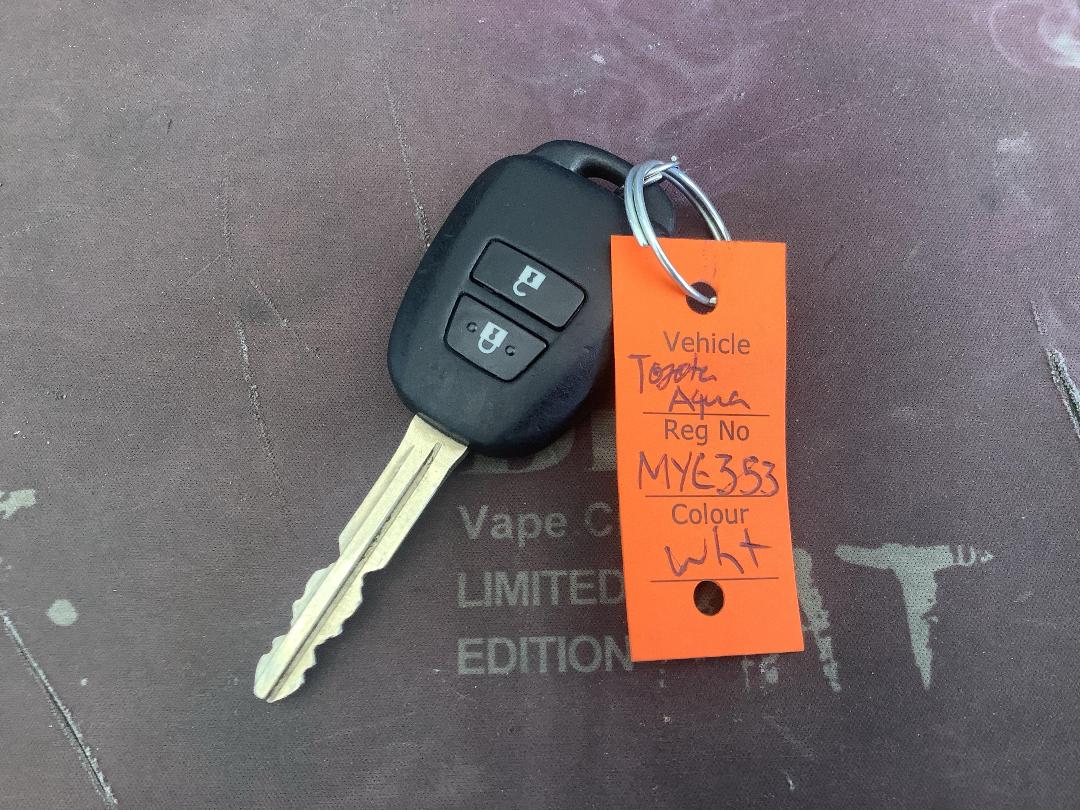 Vehicle
Toyota
Aqua
Reg No
MYE353
Colour
wht
Vape C
LIMITED
EDITION